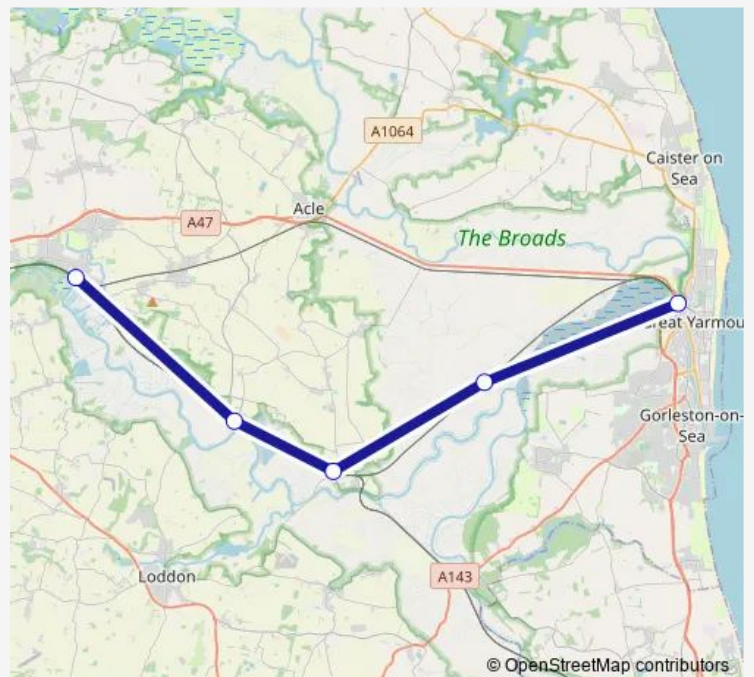 A1064
Caister on
Sea
Acle
A47
The Broads
reat Yarmou
Gorleston-on-
Sea
Loddon
A143
© OpenStreetMap contributors